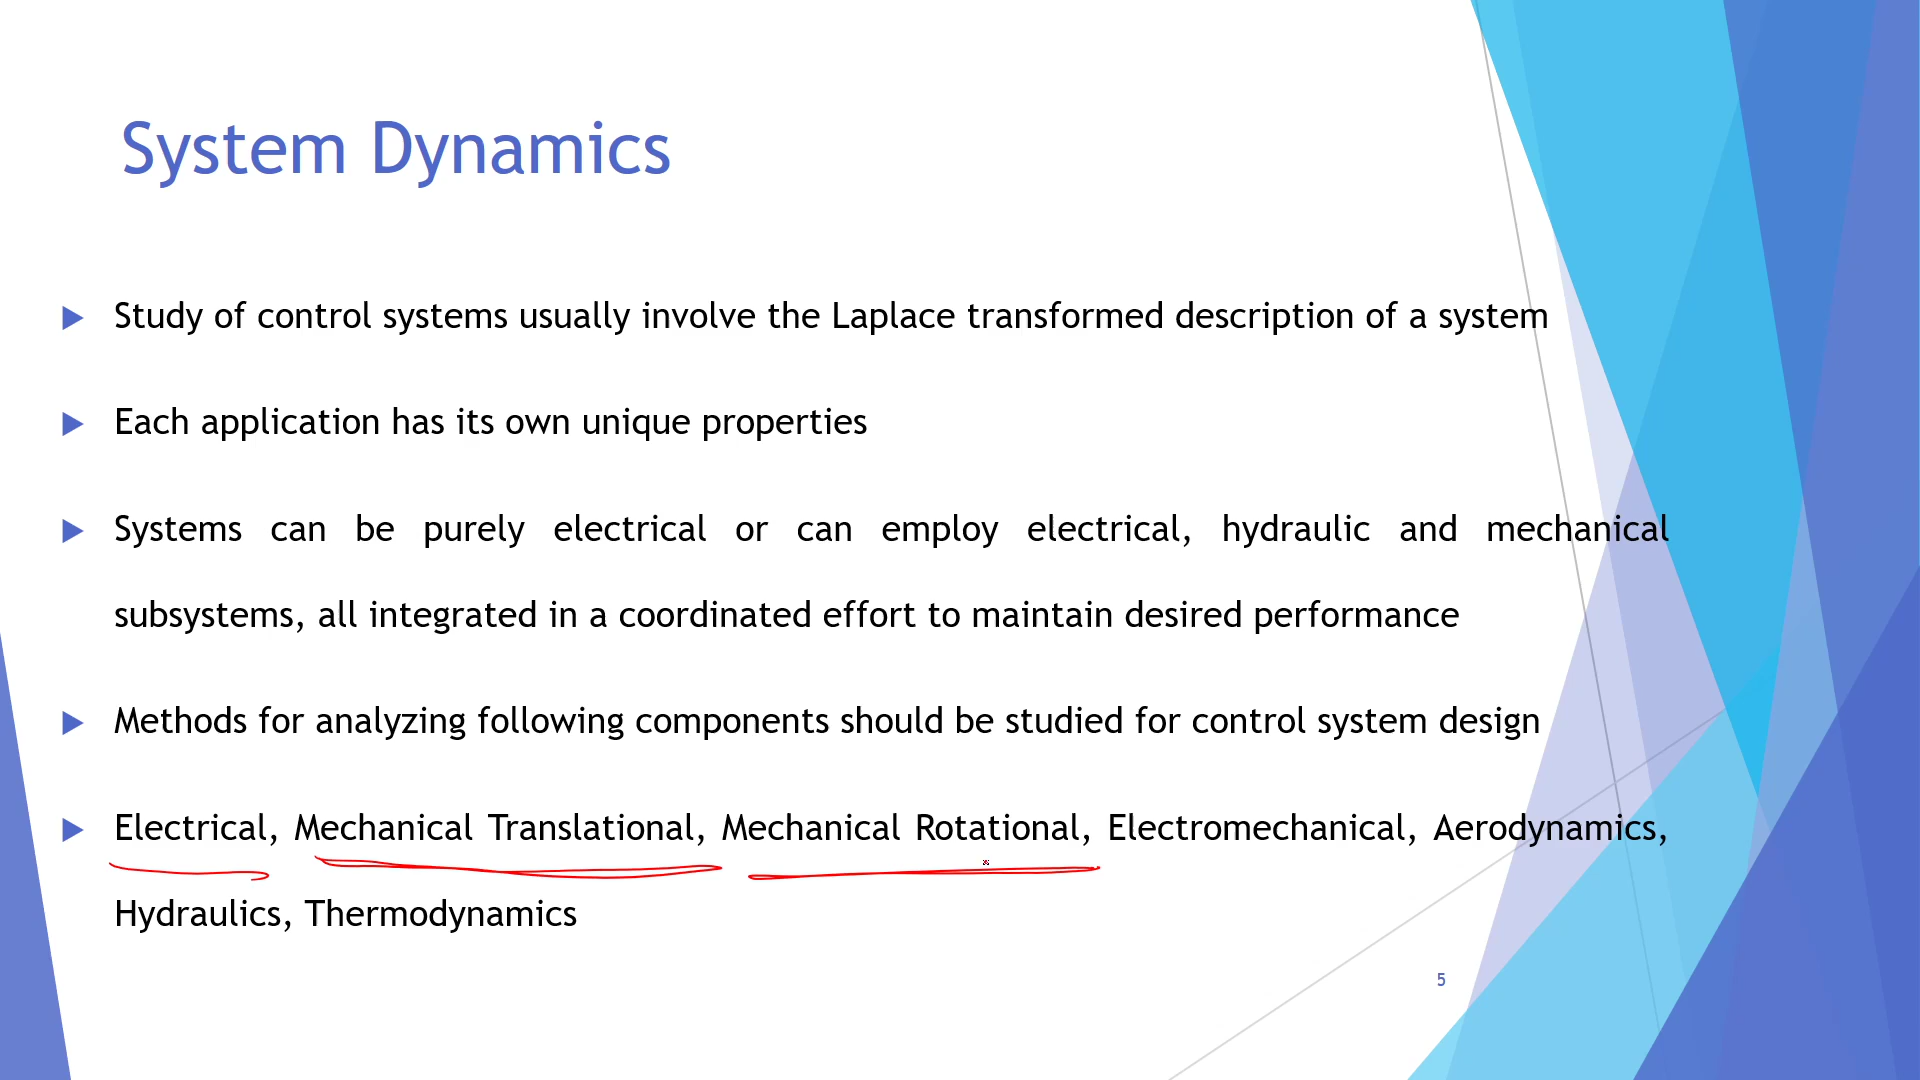 System Dynamics
Study of control systems usually involve the Laplace transformed description of a system
Each application has its own unique properties
Systems can be purely electrical or can employ electrical, hydraulic and mechanical
subsystems, all integrated in a coordinated effort to maintain desired performance
Methods for analyzing following components should be studied for control system design
Electrical, Mechanical Translational, Mechanical Rotational, Electromechanical, Aerodynamics,
Hydraulics, Thermodynamics
5